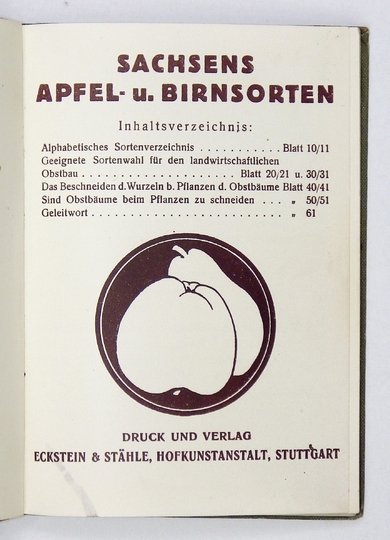 SACHSENS
APFEL- u. BIRNSORTEN
Inhaltsverzeichnis:
Alphabetisches Sortenverzeichnis . . . . . . . . . . . Blatt 10/11
Geeignete Sortenwahl für den landwirtschaftlichen
Obstbau . . . . . . . . . . . . . . . . . . . . Blatt 20/21 u. 30/31
Das Beschneiden d. Wurzeln b. Pflanzen d. Obstbäume Blatt 40/41
Sind Obstbäume beim Pflanzen zu schneiden . . . „ 50/51
Geleitwort . . . . . . . . . . . . . . . . . . . . . . . . . „ 61
DRUCK UND VERLAG
ECKSTEIN & STÄHLE, HOFKUNSTANSTALT, STUTTGART